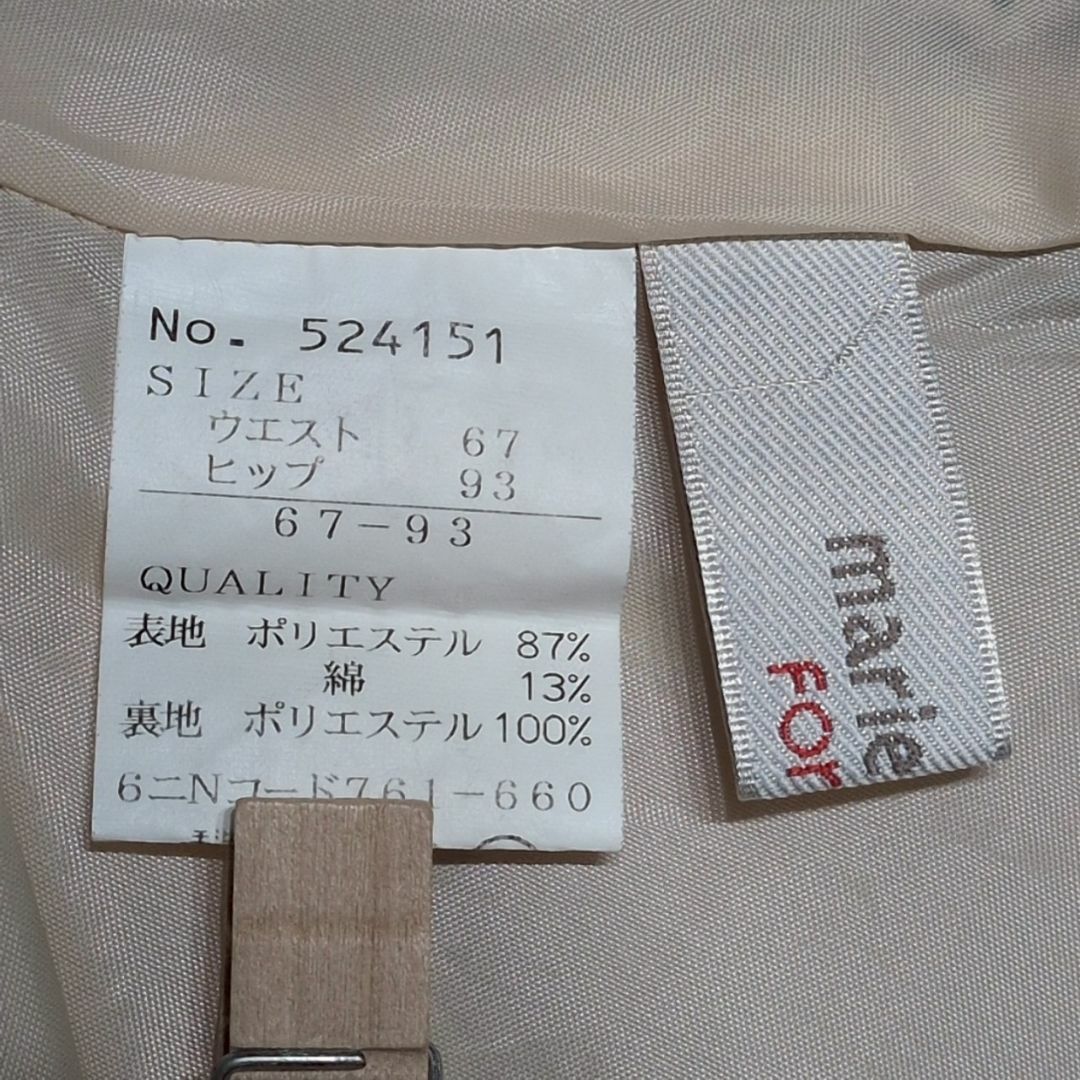 No. 524151
SIZE
ウエスト 67
ヒップ 93
67-93
QUALITY
表地 ポリエステル 87%
綿 13%
裏地 ポリエステル 100%
6ニNコード761-660
marie
FOR